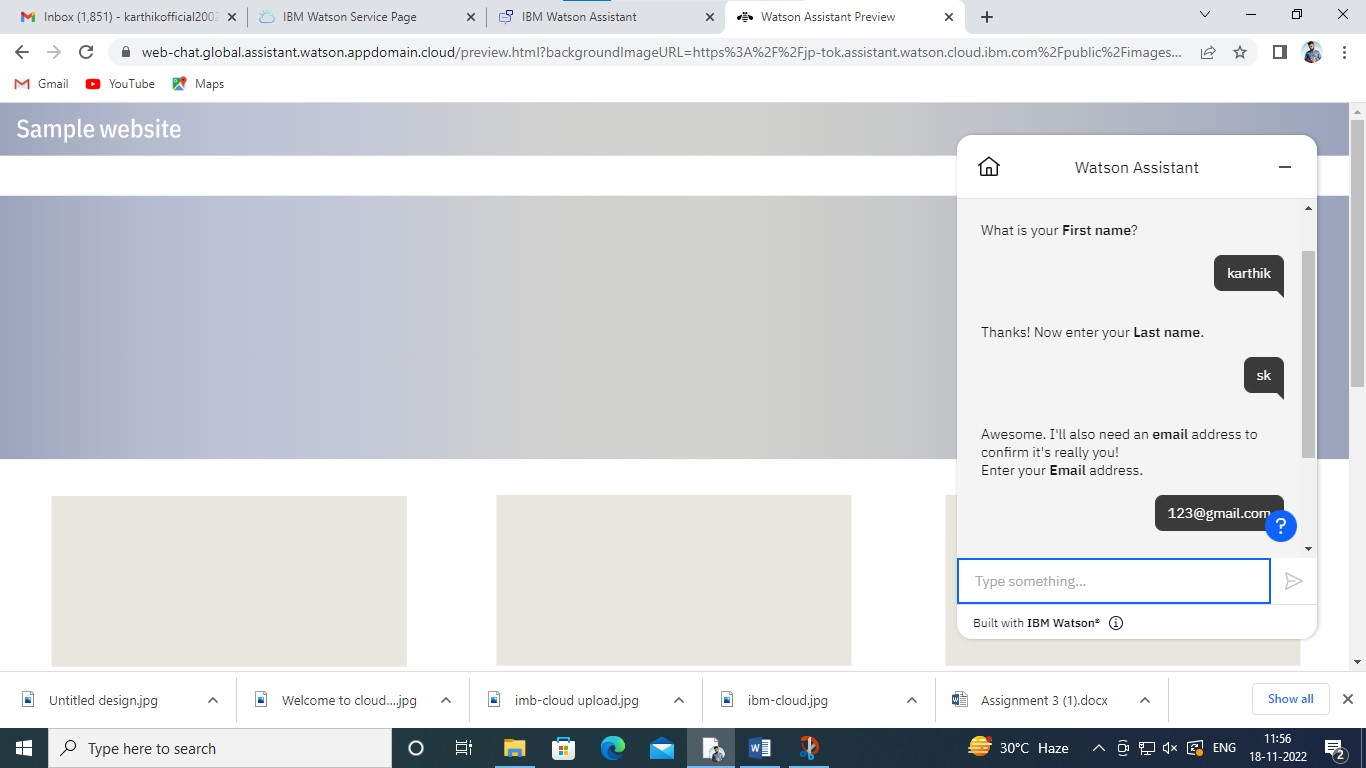 Inbox (1,851) - karthikofficial2002
IBM Watson Service Page
IBM Watson Assistant
Watson Assistant Preview
web-chat.global.assistant.watson.appdomain.cloud/preview.html?backgroundImageURL=https%3A%2F%2Fjp-tok.assistant.watson.cloud.ibm.com%2Fpublic%2Fimages...
Gmail
YouTube
Maps
Sample website
Watson Assistant
What is your First name?
karthik
Thanks! Now enter your Last name.
sk
Awesome. I'll also need an email address to
confirm it's really you!
Enter your Email address.
123@gmail.com
?
Type something...
Built with IBM Watson®
Untitled design.jpg
Welcome to cloud....jpg
imb-cloud upload.jpg
ibm-cloud.jpg
Assignment 3 (1).docx
Show all
Type here to search
30°C Haze
ENG
11:56
18-11-2022
2